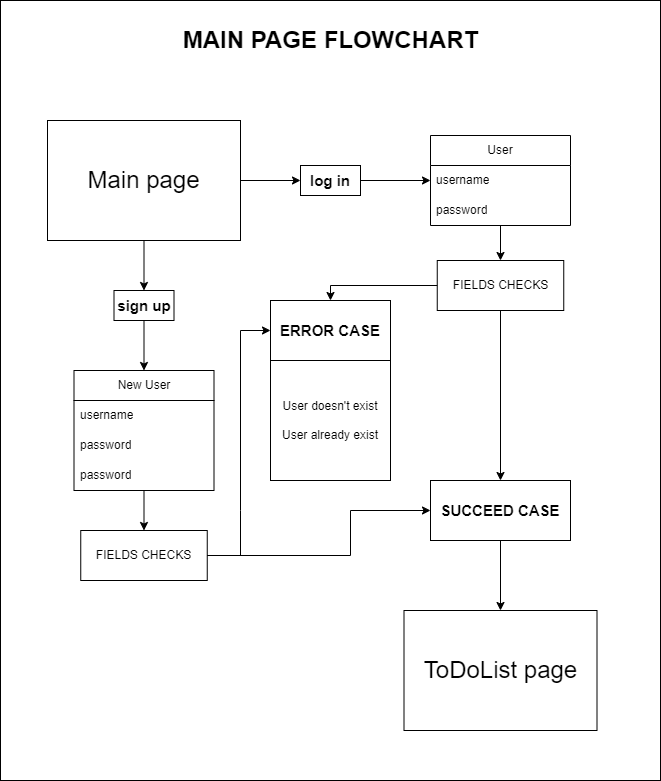 MAIN PAGE FLOWCHART
Main page
log in
User
username
password
FIELDS CHECKS
sign up
New User
username
password
password
FIELDS CHECKS
ERROR CASE
User doesn't exist
User already exist
SUCCEED CASE
ToDoList page